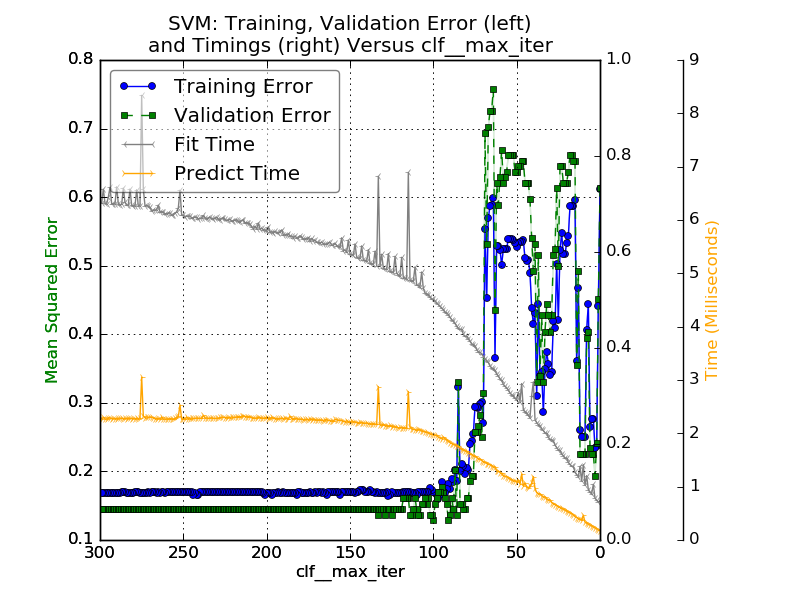 SVM: Training, Validation Error (left)
and Timings (right) Versus clf__max_iter
Training Error
Validation Error
Fit Time
Predict Time
Mean Squared Error
0.8
0.7
0.6
0.5
0.4
0.3
0.2
0.1
300 250 200 150 100 50 0
clf__max_iter
1.0
0.8
0.6
0.4
0.2
0.0
9
8
7
6
5
4
3
2
1
0
Time (Milliseconds)